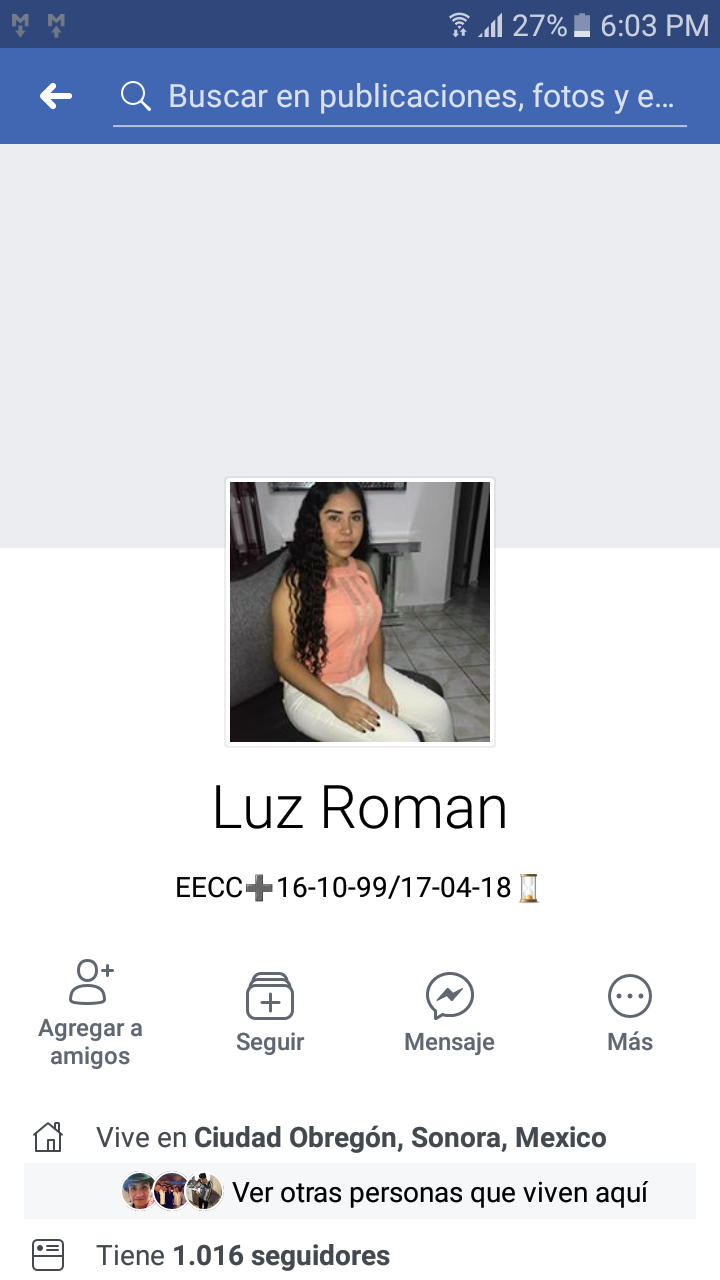 27% 6:03 PM
Buscar en publicaciones, fotos y e...
Luz Roman
EECC➕16-10-99/17-04-18⏳
Agregar a
amigos
Seguir
Mensaje
Más
Vive en Ciudad Obregón, Sonora, Mexico
Ver otras personas que viven aquí
Tiene 1.016 seguidores